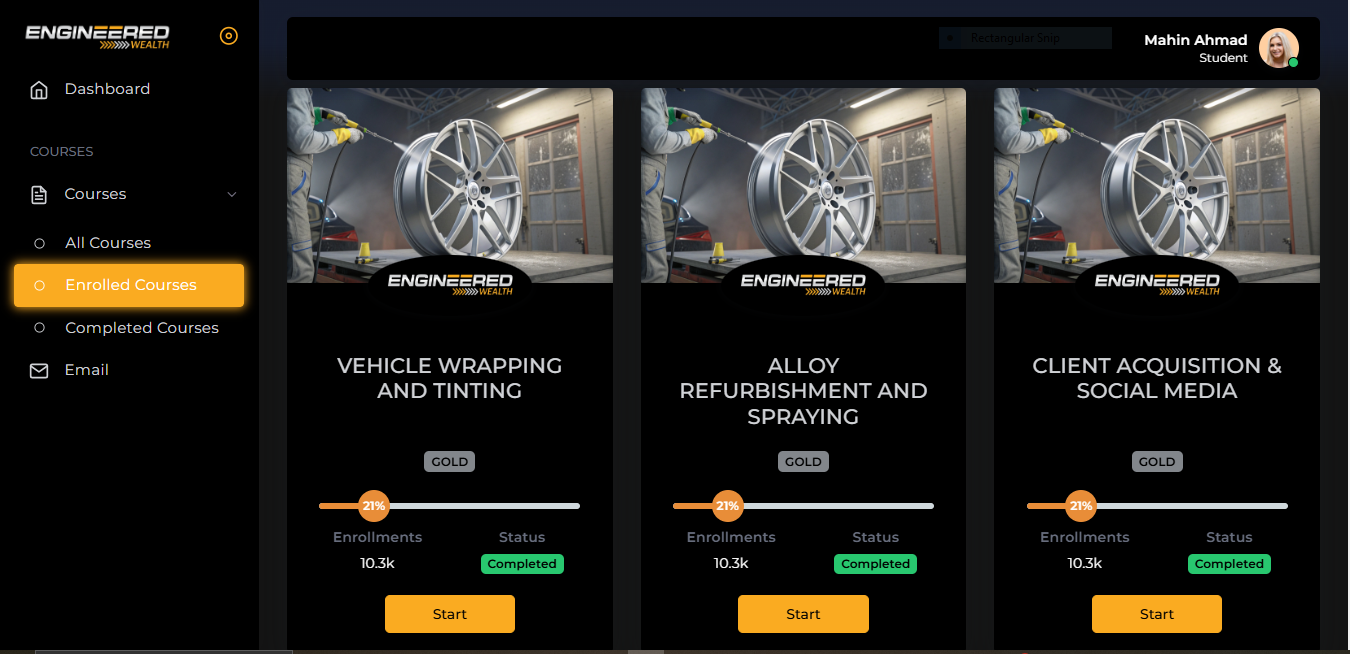 ENGINEERED
WEALTH
Dashboard
COURSES
Courses
All Courses
Enrolled Courses
Completed Courses
Email
Rectangular Snip
Mahin Ahmad
Student
ENGINEERED
WEALTH
VEHICLE WRAPPING
AND TINTING
GOLD
21%
Enrollments Status
10.3k Completed
Start
ENGINEERED
WEALTH
ALLOY
REFURBISHMENT AND
SPRAYING
GOLD
21%
Enrollments Status
10.3k Completed
Start
ENGINEERED
WEALTH
CLIENT ACQUISITION &
SOCIAL MEDIA
GOLD
21%
Enrollments Status
10.3k Completed
Start